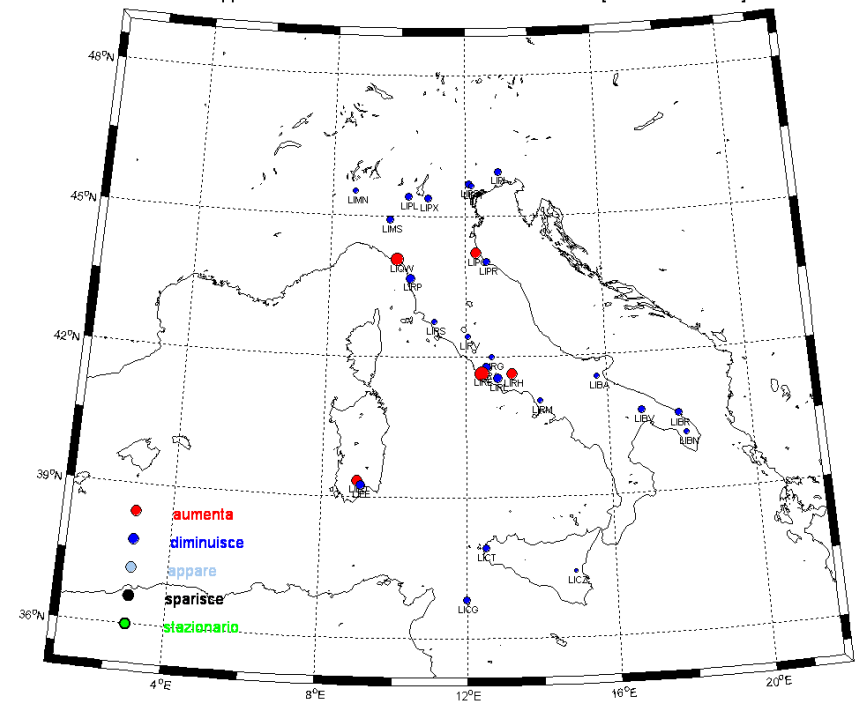 48°N
LIMN
LIPL
LIPX
45°N
LIMS
LIQW
LIPR
LIRP
LIRS
LIRV
42°N
LIRH
LIBA
LIRM
LIBV
LIBR
LIBN
39°N
aumenta
diminuisce
LICT
appare
LICZ
sparisce
LICG
36°N
stazionario
4°E
8°E
12°E
16°E
20°E